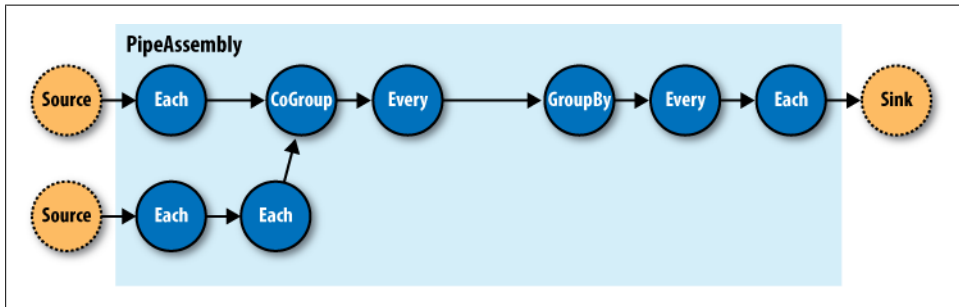 PipeAssembly
Source Each CoGroup Every GroupBy Every Each Sink
Source Each Each